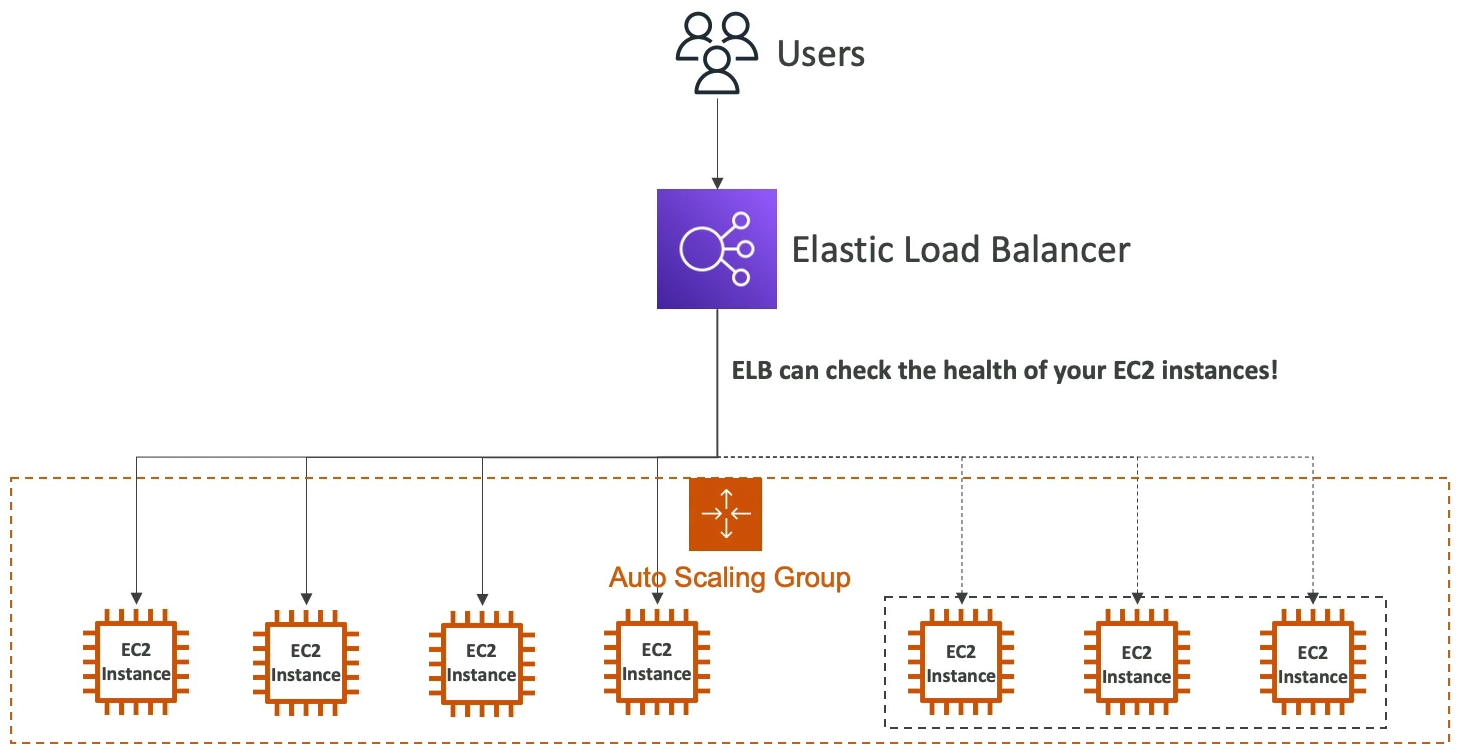 Users
Elastic Load Balancer
ELB can check the health of your EC2 instances!
Auto Scaling Group
EC2
Instance
EC2
Instance
EC2
Instance
EC2
Instance
EC2
Instance
EC2
Instance
EC2
Instance